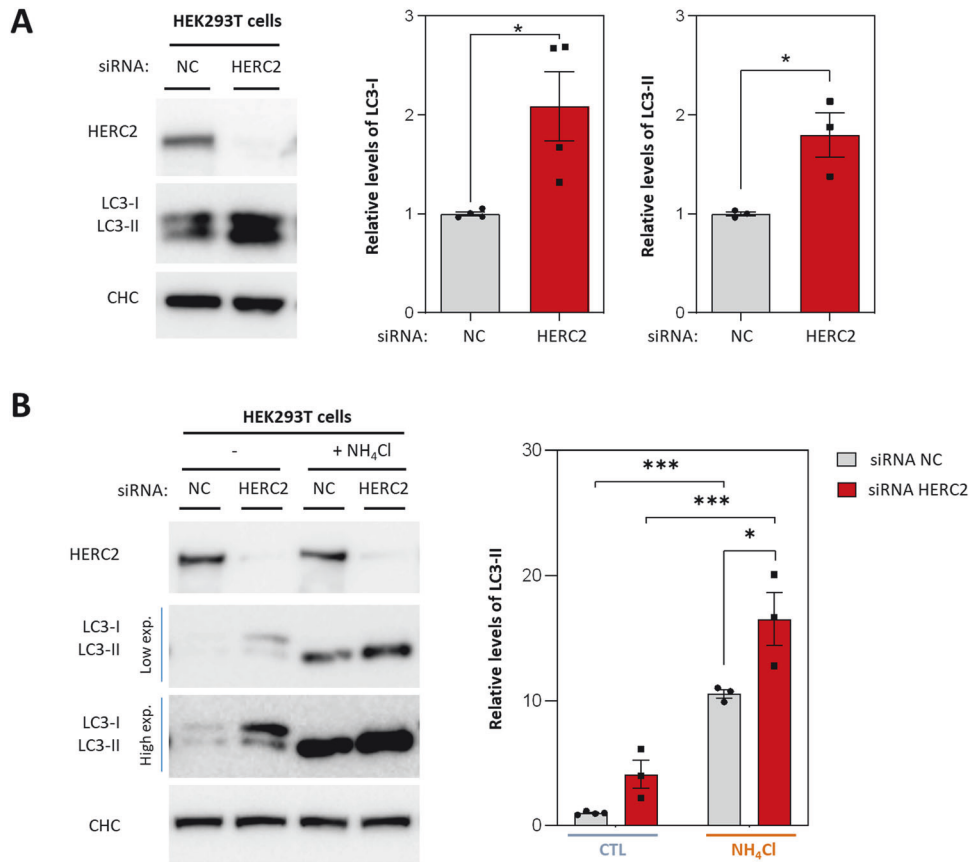 A
HEK293T cells
siRNA: NC HERC2
HERC2
LC3-I
LC3-II
CHC
Relative levels of LC3-I
3
2
1
0
*
siRNA: NC HERC2
Relative levels of LC3-II
3
2
1
0
*
siRNA: NC HERC2
B
HEK293T cells
- + NH₄Cl
siRNA: NC HERC2 NC HERC2
HERC2
LC3-I
LC3-II
Low exp.
LC3-I
LC3-II
High exp.
CHC
Relative levels of LC3-II
30
20
10
0
***
***
*
CTL NH₄Cl
siRNA NC
siRNA HERC2